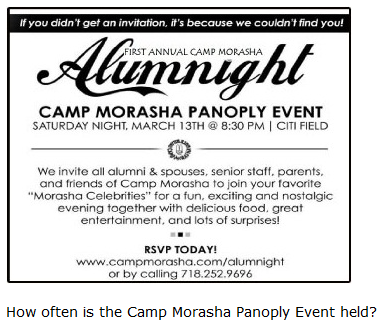 If you didn't get an invitation, it's because we couldn't find you!
FIRST ANNUAL CAMP MORASHA
Alumnight
CAMP MORASHA PANOPLY EVENT
SATURDAY NIGHT, MARCH 13TH @ 8:30 PM | CITI FIELD
We invite all alumni & spouses, senior staff, parents,
and friends of Camp Morasha to join your favorite
"Morasha Celebrities" for a fun, exciting and nostalgic
evening together with delicious food, great
entertainment, and lots of surprises!
RSVP TODAY!
www.campmorasha.com/alumnight
or by calling 718.252.9696
How often is the Camp Morasha Panoply Event held?